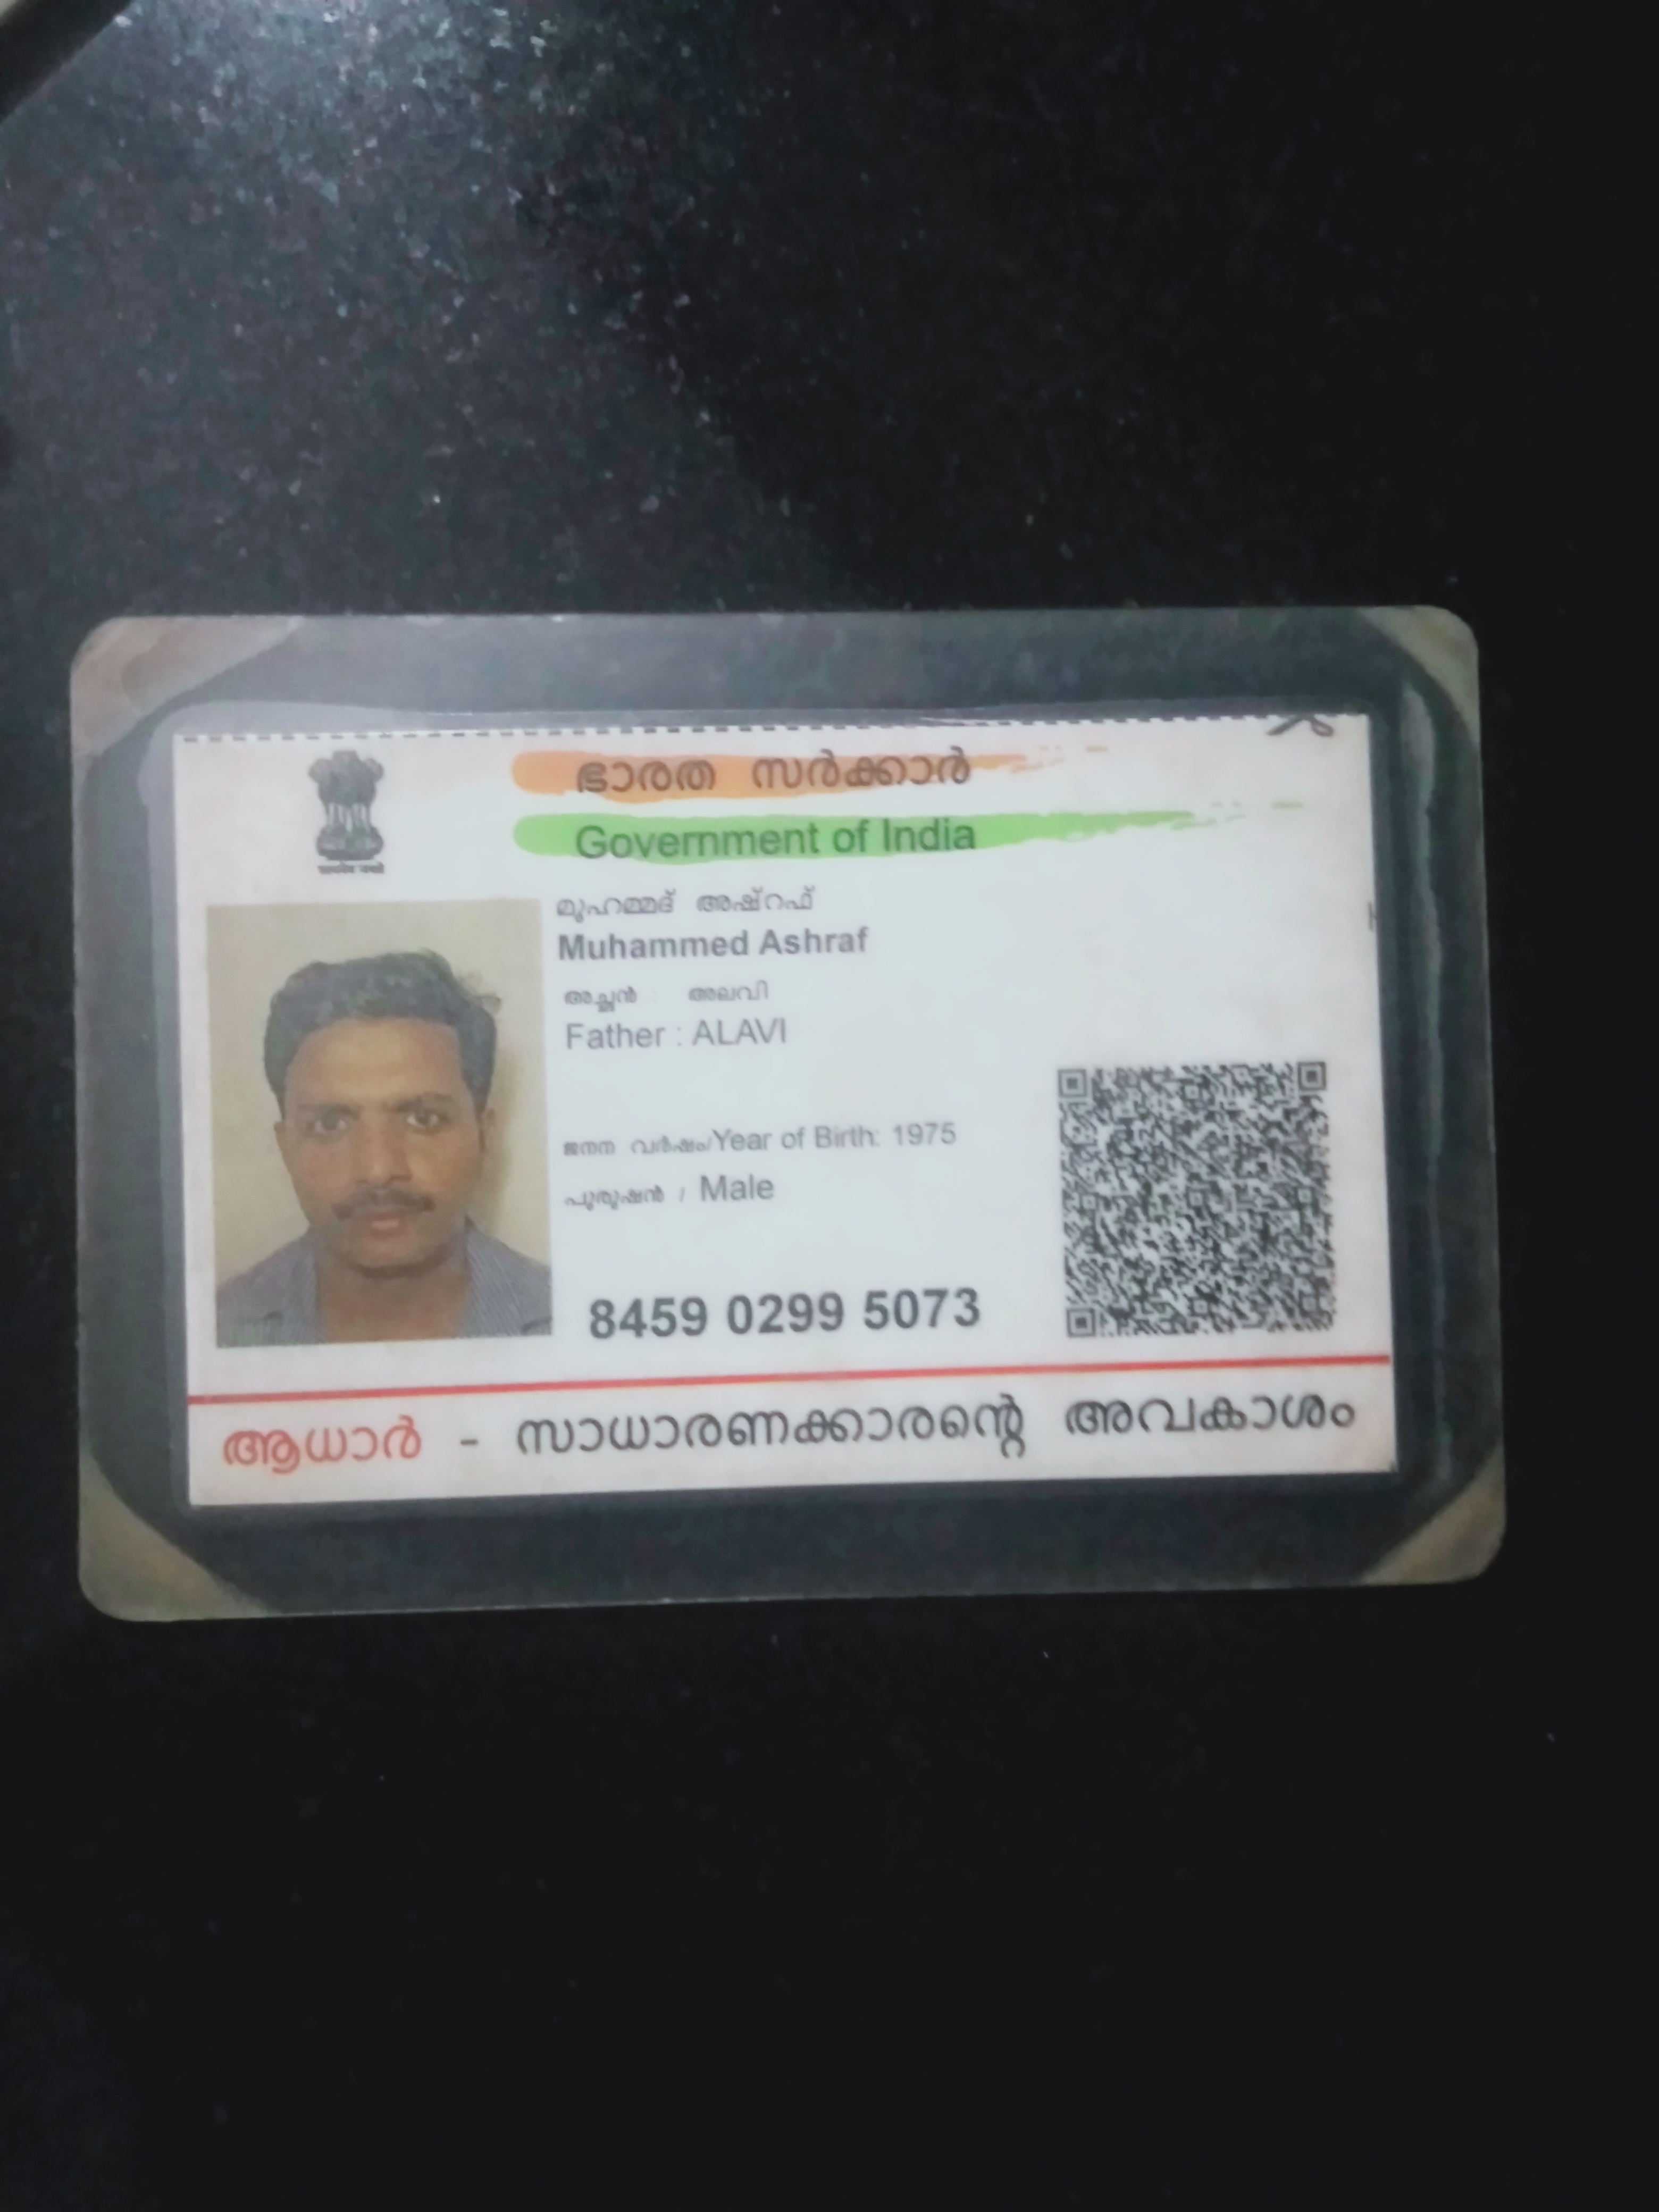 ഭാരത സർക്കാർ
Government of India
മുഹമ്മദ് അഷ്റഫ്
Muhammed Ashraf
അച്ഛൻ : അലവി
Father : ALAVI
ജനന വർഷം/Year of Birth: 1975
പുരുഷൻ / Male
8459 0299 5073
ആധാർ - സാധാരണക്കാരന്റെ അവകാശം